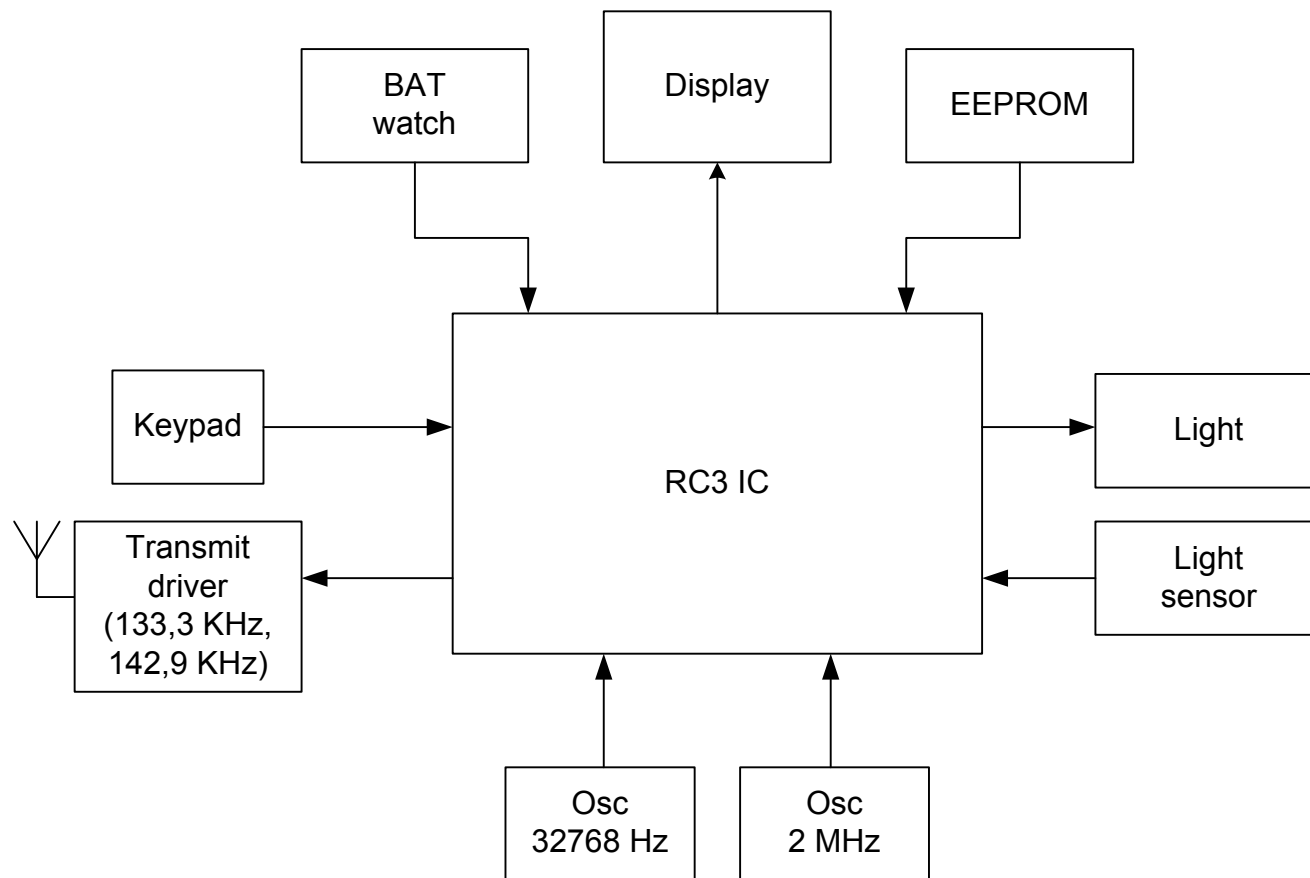 BAT
watch
Display
EEPROM
Keypad
RC3 IC
Light
Transmit
driver
(133,3 KHz,
142,9 KHz)
Light
sensor
Osc
32768 Hz
Osc
2 MHz